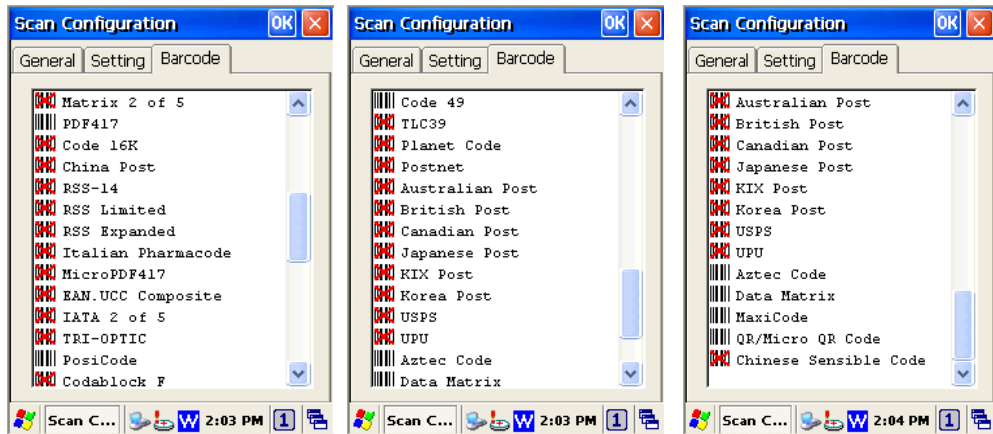 Scan Configuration OK
General Setting Barcode
Matrix 2 of 5
PDF417
Code 16K
China Post
RSS-14
RSS Limited
RSS Expanded
Italian Pharmacode
MicroPDF417
EAN.UCC Composite
IATA 2 of 5
TRI-OPTIC
PosiCode
Codablock F
Scan C... W 2:03 PM 1
Scan Configuration OK
General Setting Barcode
Code 49
TLC39
Planet Code
Postnet
Australian Post
British Post
Canadian Post
Japanese Post
KIX Post
Korea Post
USPS
UPU
Aztec Code
Data Matrix
Scan C... W 2:03 PM 1
Scan Configuration OK
General Setting Barcode
Australian Post
British Post
Canadian Post
Japanese Post
KIX Post
Korea Post
USPS
UPU
Aztec Code
Data Matrix
MaxiCode
QR/Micro QR Code
Chinese Sensible Code
Scan C... W 2:04 PM 1